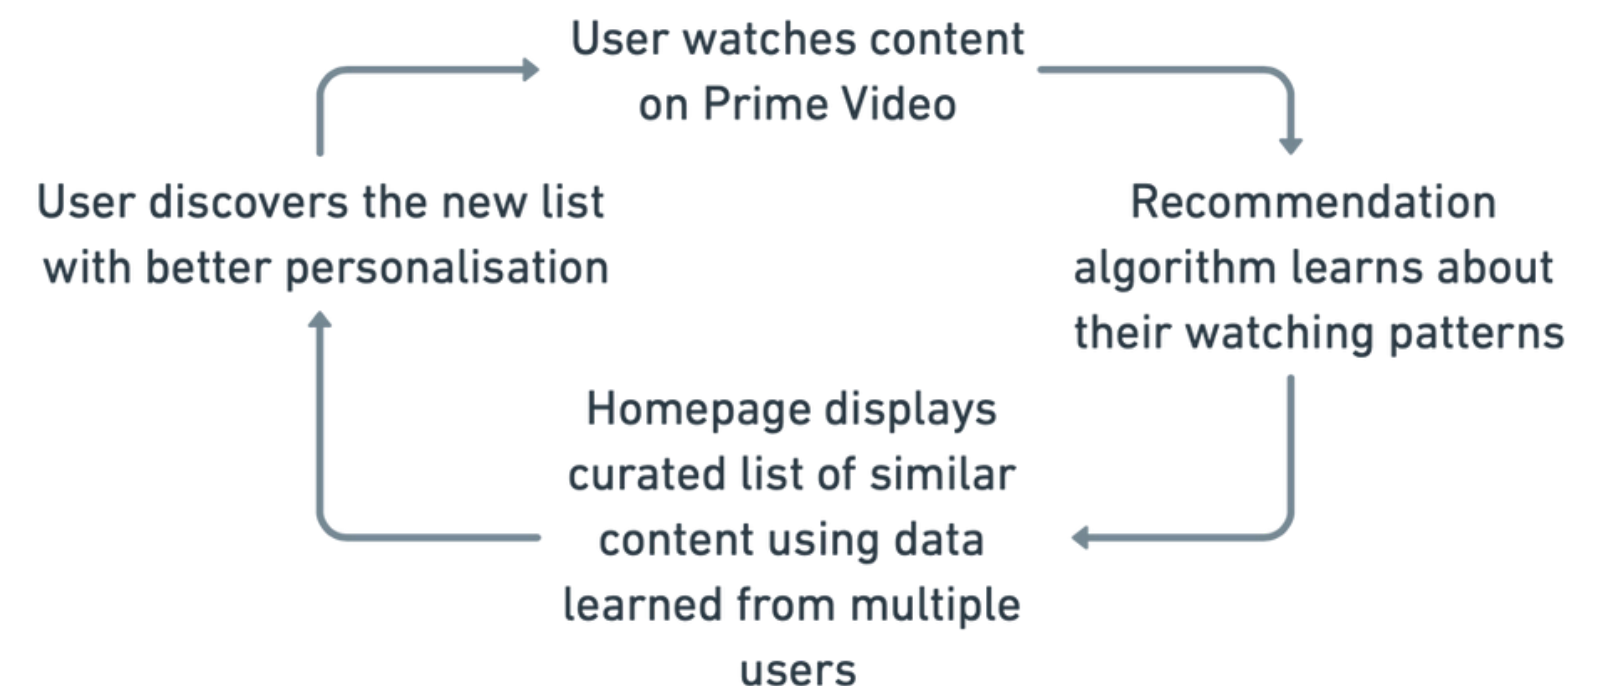 User watches content
on Prime Video
User discovers the new list
with better personalisation
Recommendation
algorithm learns about
their watching patterns
Homepage displays
curated list of similar
content using data
learned from multiple
users